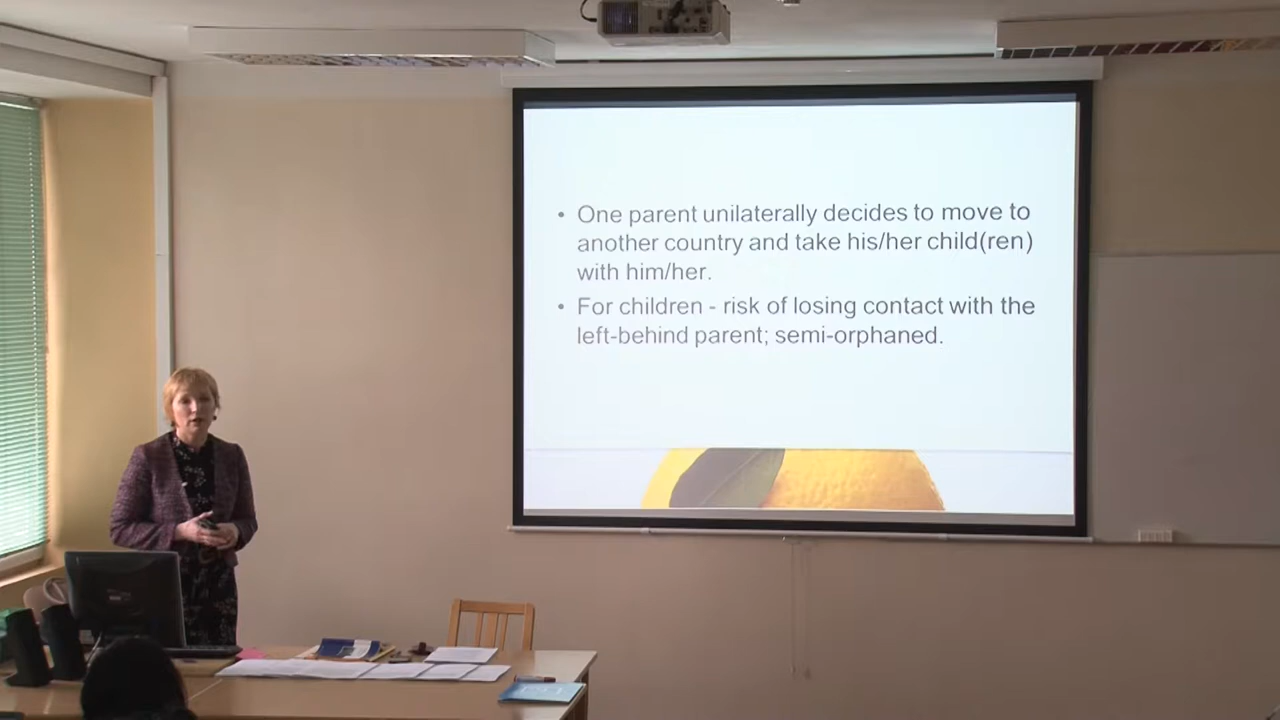 • One parent unilaterally decides to move to
another country and take his/her child(ren)
with him/her.
• For children - risk of losing contact with the
left-behind parent; semi-orphaned.